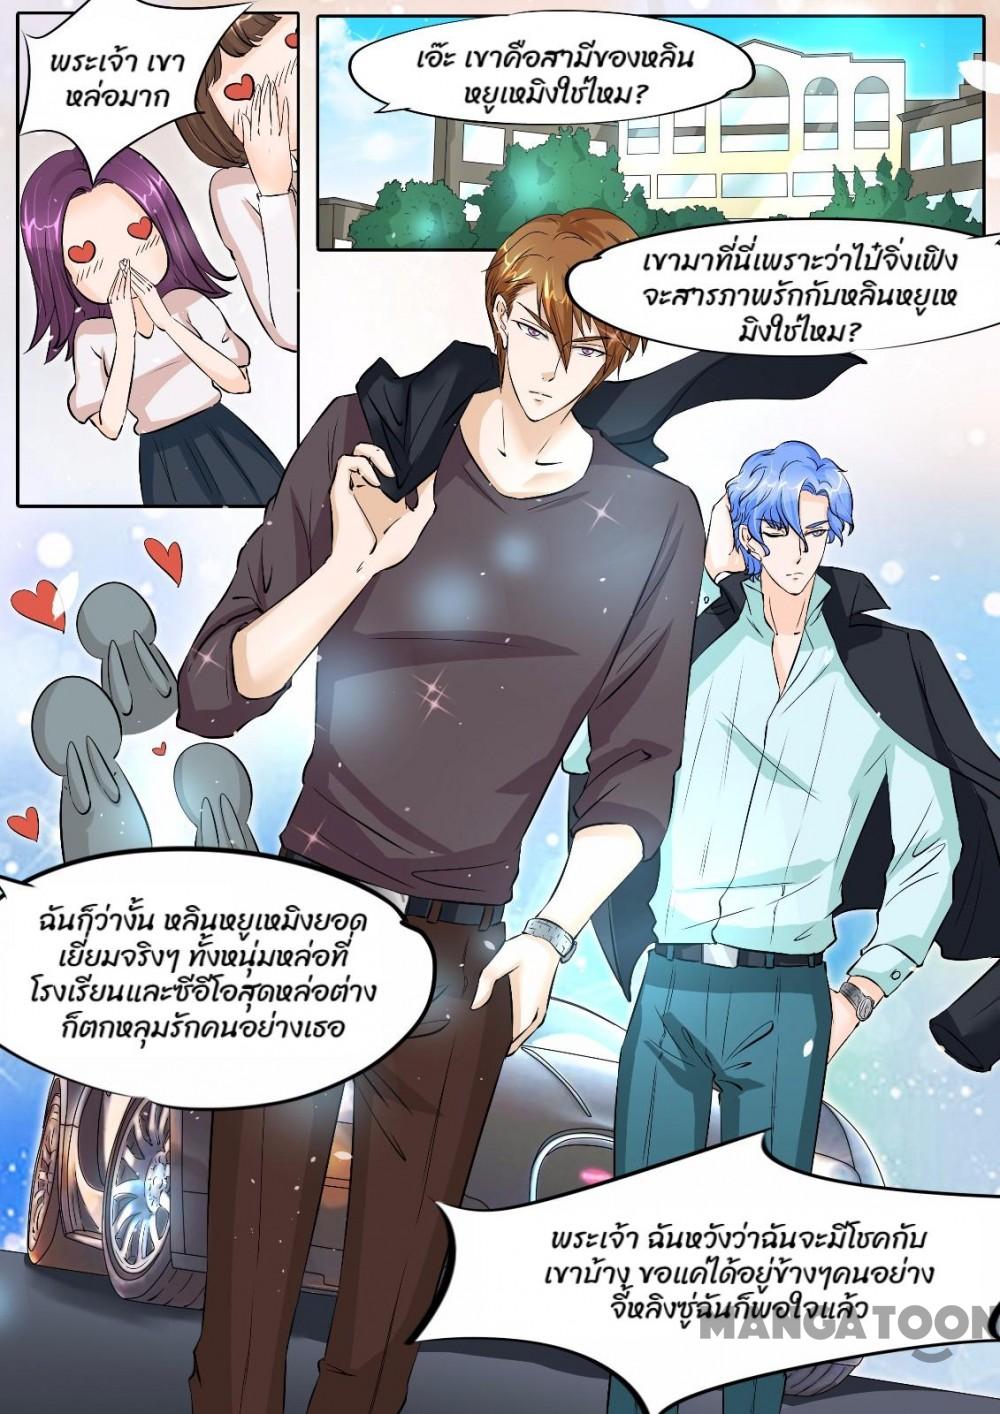 พระเจ้า เขา
หล่อมาก
เอ๊ะ เขาคือสามีของหลิน
หยูเหมิงใช่ไหม?
เขามาที่นี่เพราะว่าไป๋จิ่งเฟิง
จะสารภาพรักกับหลินหยูเห
มิงใช่ไหม?
ฉันก็ว่างั้น หลินหยูเหมิงยอด
เยี่ยมจริงๆ ทั้งหนุ่มหล่อที่
โรงเรียนและซีอีโอสุดหล่อต่าง
ก็ตกหลุมรักคนอย่างเธอ
พระเจ้า ฉันหวังว่าฉันจะมีโชคกับ
เขาบ้าง ขอแค่ได้อยู่ข้างๆคนอย่าง
จี้หลิงซู่ฉันก็พอใจแล้ว
MANGATOON